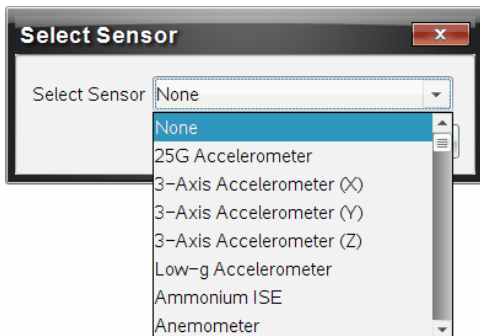 Select Sensor
Select Sensor None
None
25G Accelerometer
3-Axis Accelerometer (X)
3-Axis Accelerometer (Y)
3-Axis Accelerometer (Z)
Low-g Accelerometer
Ammonium ISE
Anemometer